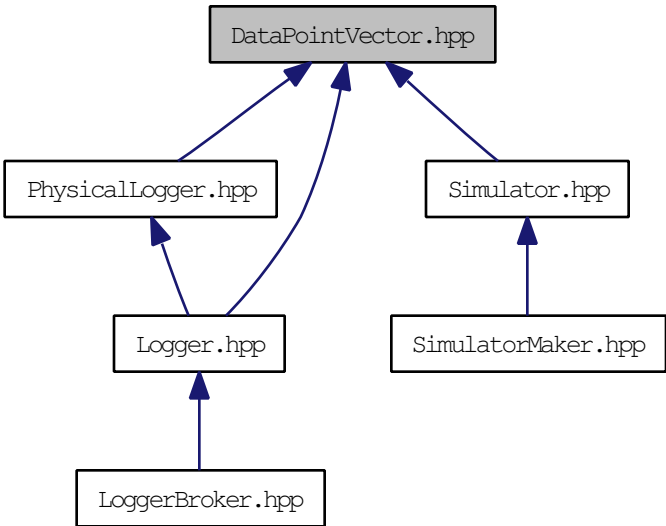 DataPointVector.hpp
PhysicalLogger.hpp
Simulator.hpp
Logger.hpp
SimulatorMaker.hpp
LoggerBroker.hpp